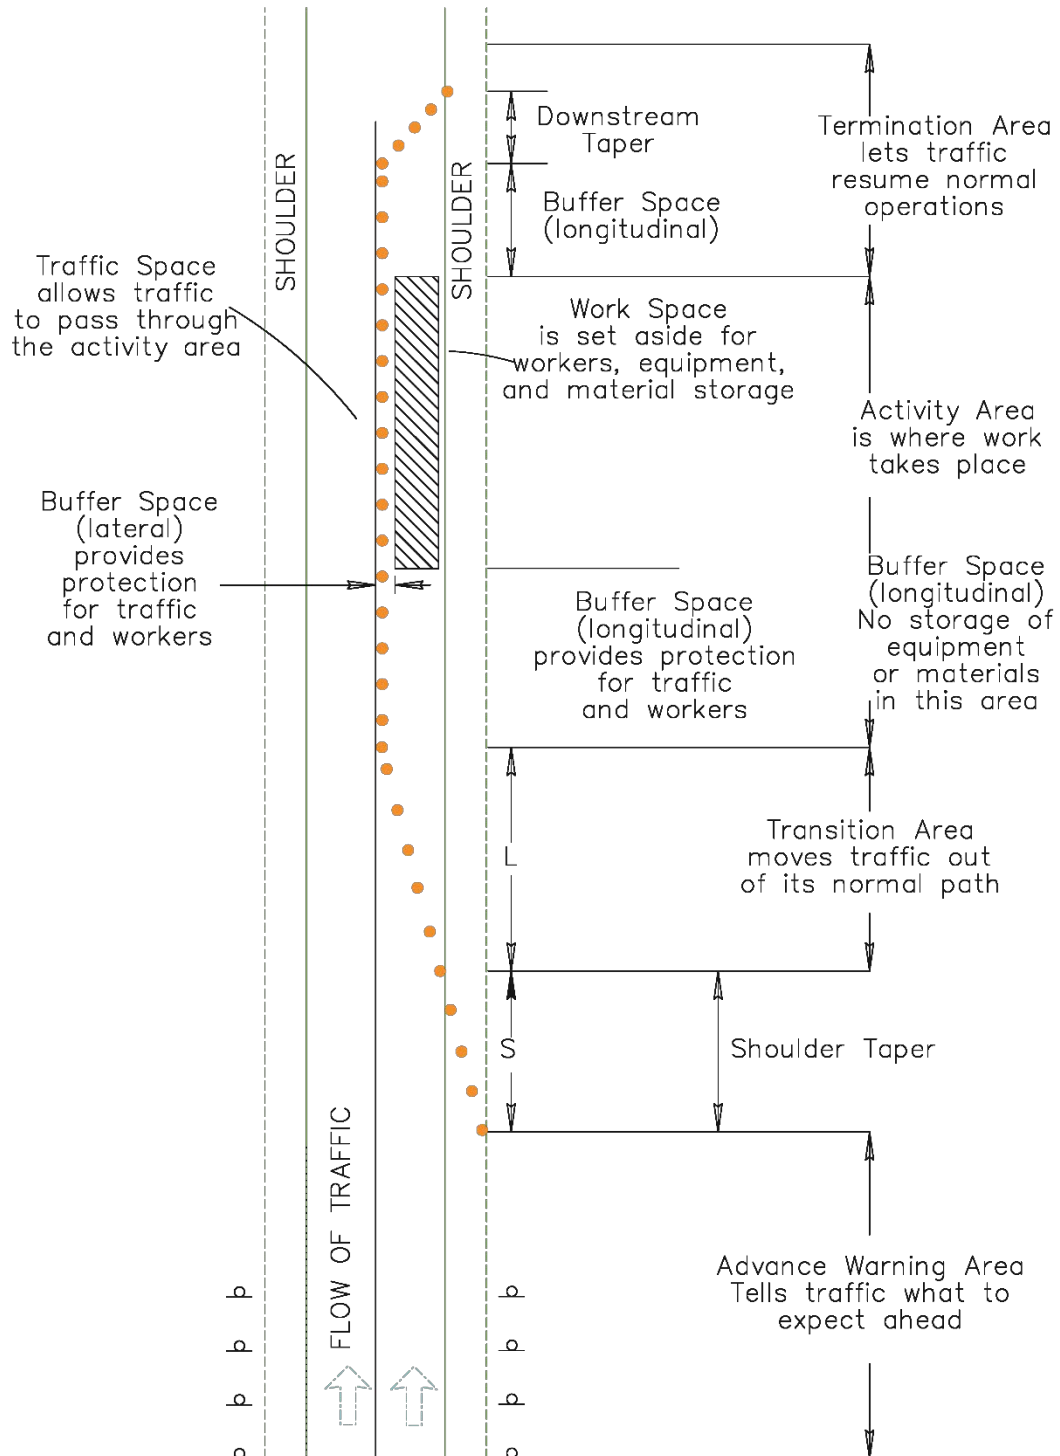 Downstream
Taper
Termination Area
lets traffic
resume normal
operations
SHOULDER
SHOULDER
Buffer Space
(longitudinal)
Traffic Space
allows traffic
to pass through
the activity area
Work Space
is set aside for
workers, equipment,
and material storage
Activity Area
is where work
takes place
Buffer Space
(lateral)
provides
protection
for traffic
and workers
Buffer Space
(longitudinal)
provides protection
for traffic
and workers
Buffer Space
(longitudinal)
No storage of
equipment
or materials
in this area
L
Transition Area
moves traffic out
of its normal path
S
Shoulder Taper
FLOW OF TRAFFIC
Advance Warning Area
Tells traffic what to
expect ahead